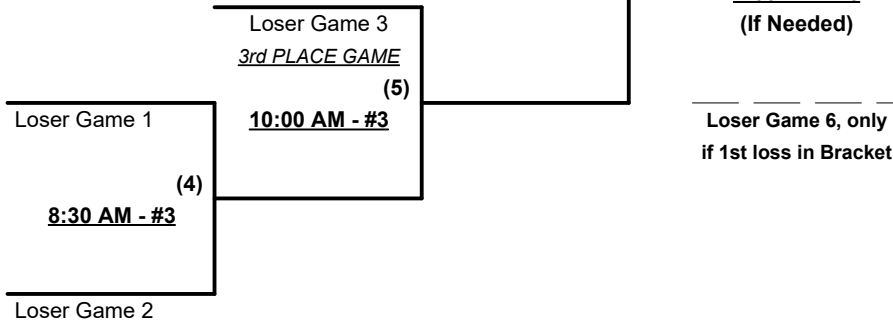 Loser Game 3
3rd PLACE GAME
(5)
10:00 AM - #3
Loser Game 1
(4)
8:30 AM - #3
Loser Game 2
(If Needed)
Loser Game 6, only
if 1st loss in Bracket